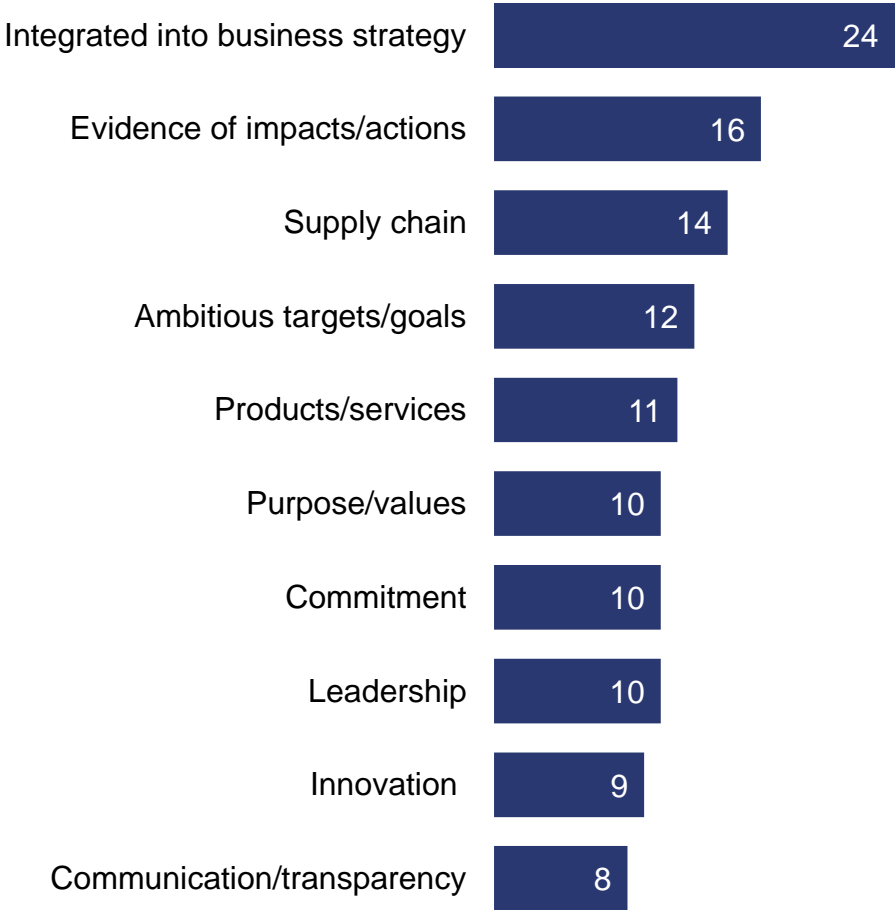 Integrated into business strategy 24
Evidence of impacts/actions 16
Supply chain 14
Ambitious targets/goals 12
Products/services 11
Purpose/values 10
Commitment 10
Leadership 10
Innovation 9
Communication/transparency 8